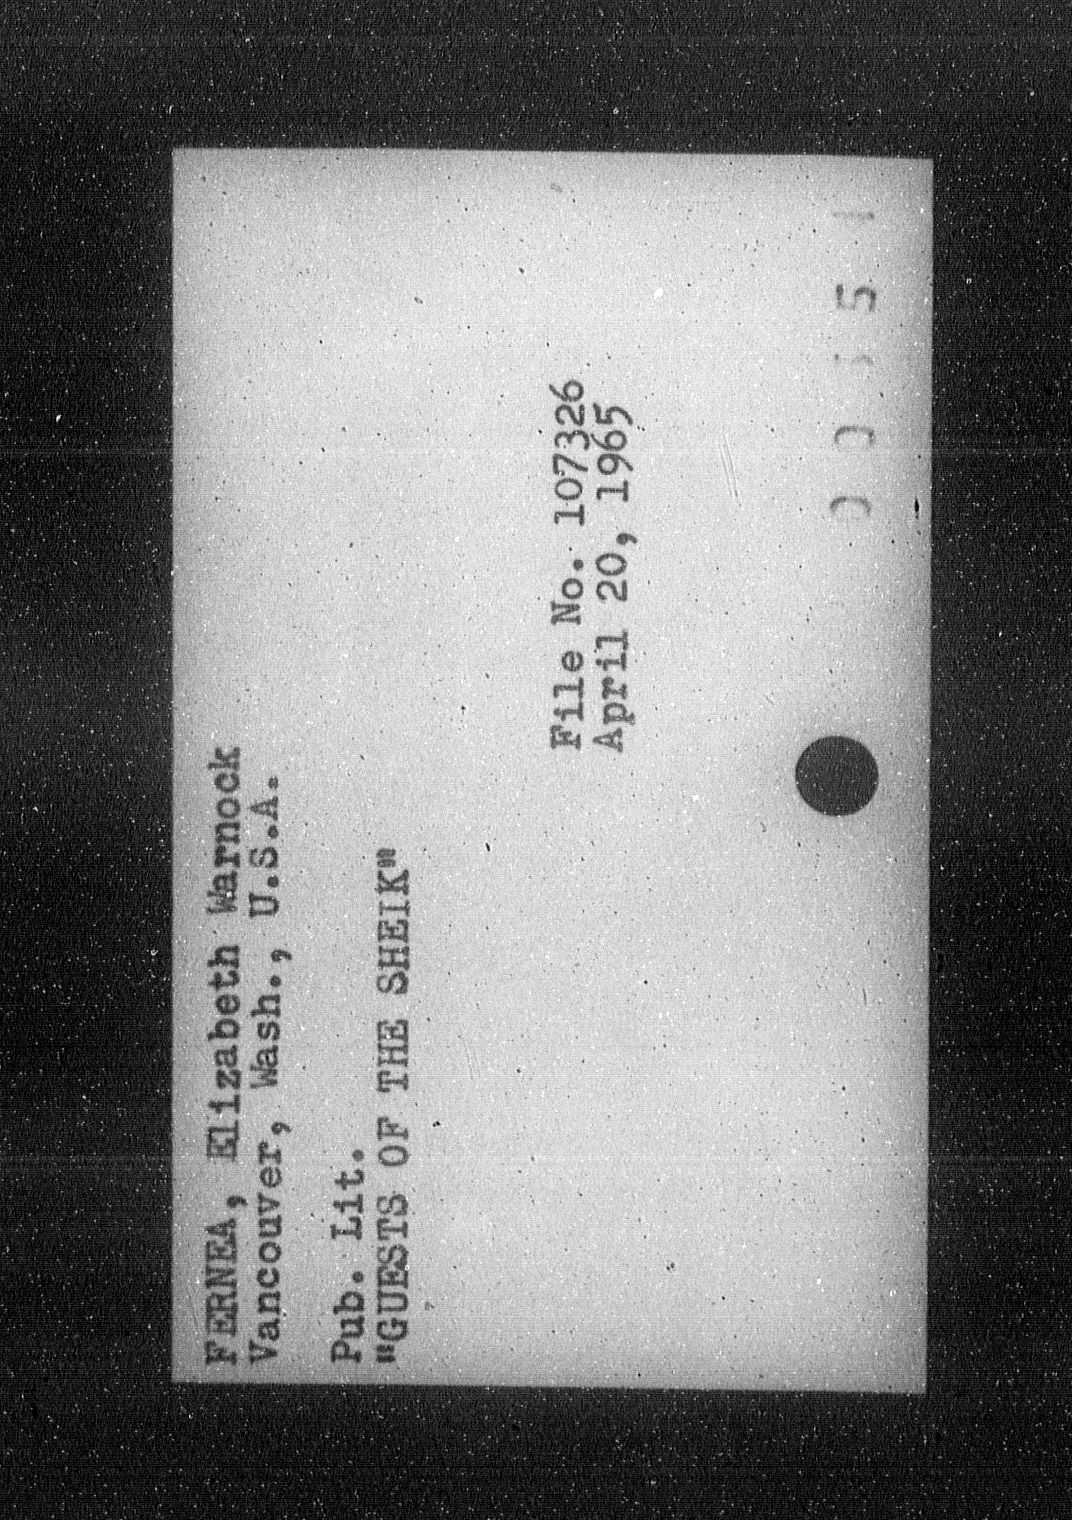 FERNEA, Elizabeth Warnock
Vancouver, Wash., U.S.A.
Pub. Lit.
"GUESTS OF THE SHEIK"
File No. 107326
April 20, 1965